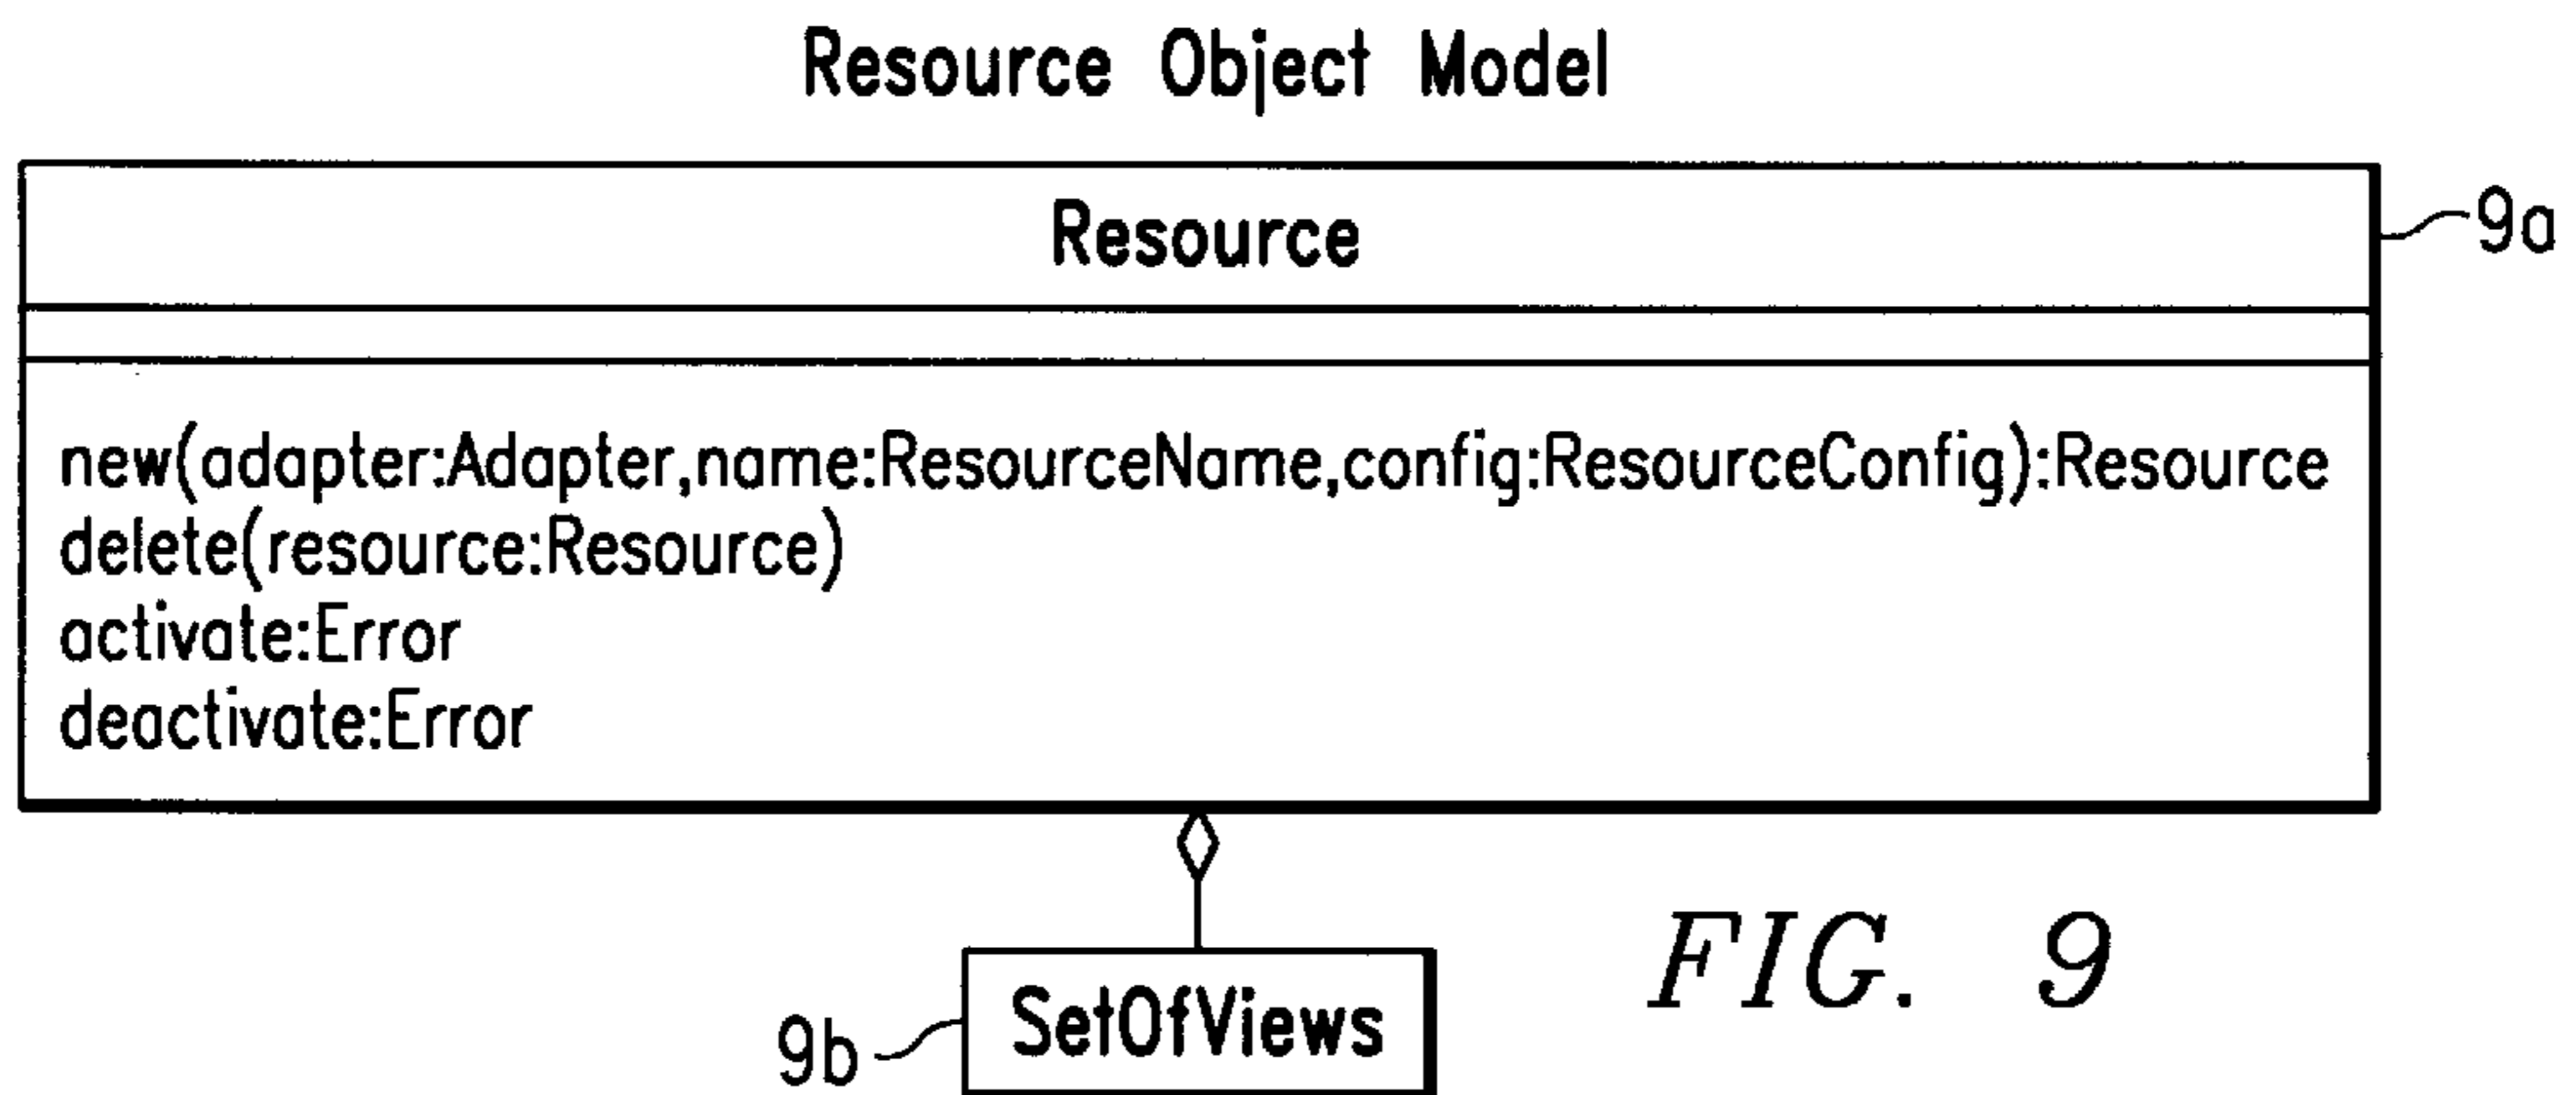 Resource Object Model
Resource
9a
new(adapter:Adapter,name:ResourceName,config:ResourceConfig):Resource
delete(resource:Resource)
activate:Error
deactivate:Error
SetOfViews
9b
FIG. 9